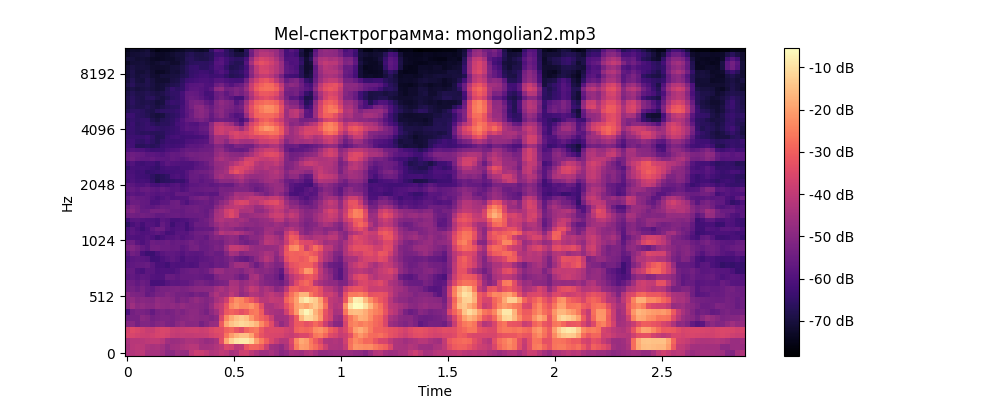 Mel-спектрограмма: mongolian2.mp3
Hz
8192
4096
2048
1024
512
0
0 0.5 1 1.5 2 2.5
Time
-10 dB
-20 dB
-30 dB
-40 dB
-50 dB
-60 dB
-70 dB